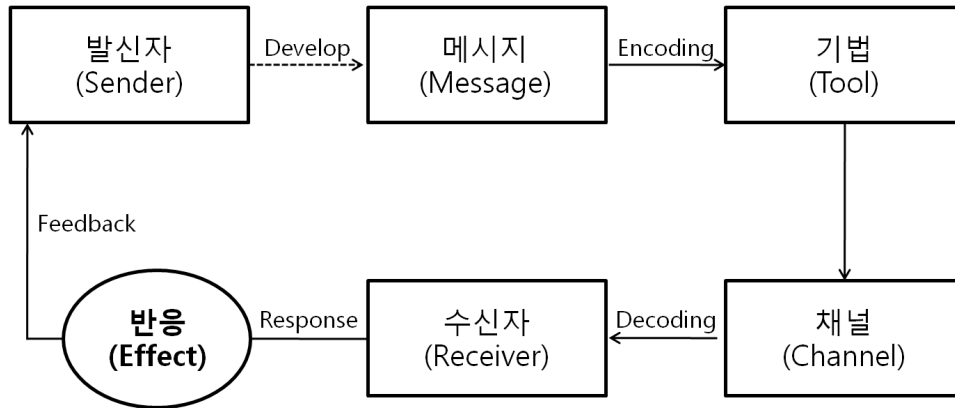 발신자
(Sender)
Develop
메시지
(Message)
Encoding
기법
(Tool)
Feedback
반응
(Effect)
Response
수신자
(Receiver)
Decoding
채널
(Channel)